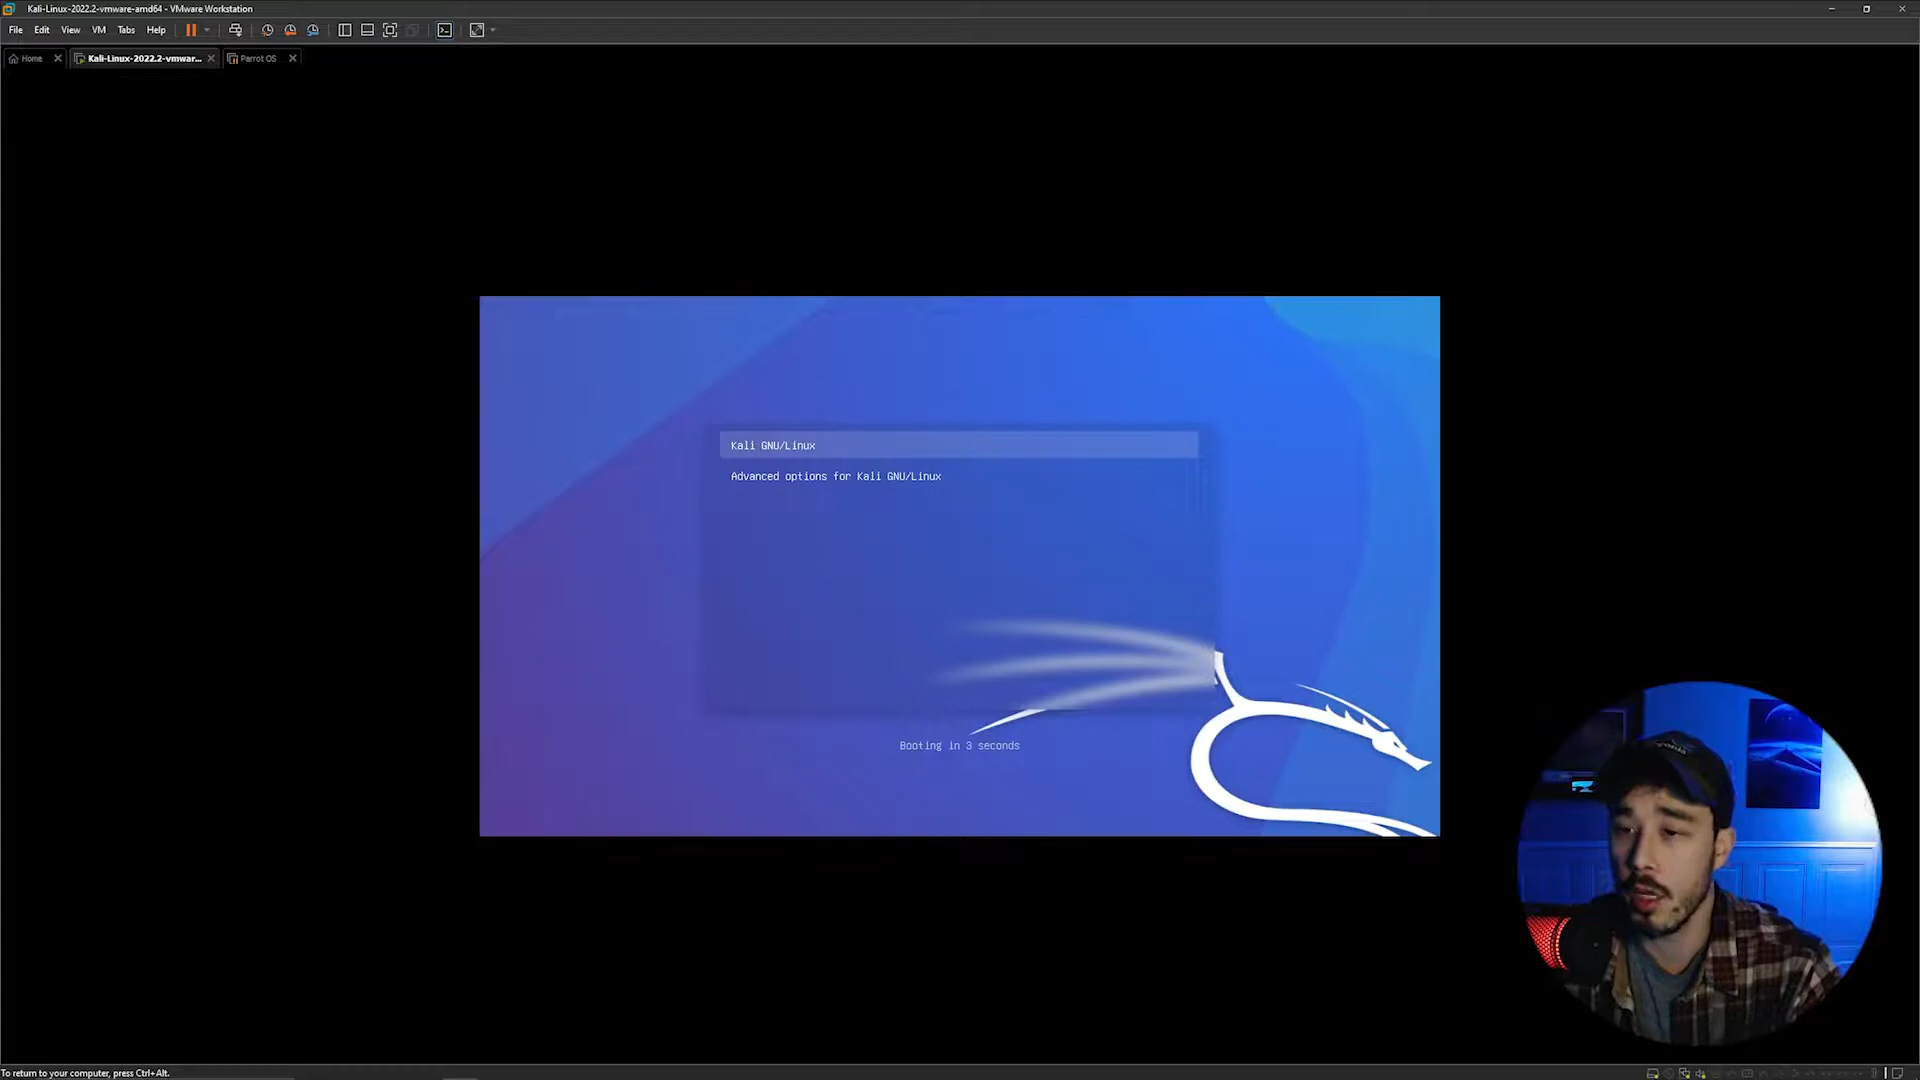 Kali-Linux-2022.2-vmware-amd64 - VMware Workstation
File Edit View VM Tabs Help
Home Kali-Linux-2022.2-vmwar... Parrot OS
Kali GNU/Linux
Advanced options for Kali GNU/Linux
Booting in 3 seconds
To return to your computer, press Ctrl+Alt.